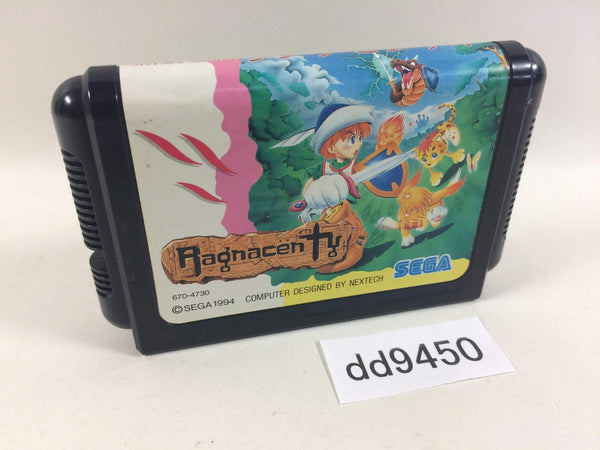 RagnacenTy
SEGA
670-4730
©SEGA1994 COMPUTER DESIGNED BY NEXTECH
dd9450